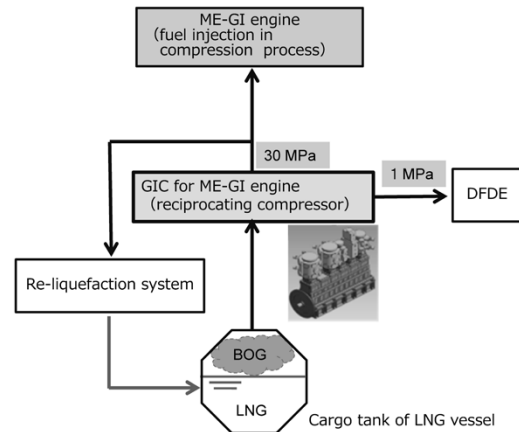 ME-GI engine
(fuel injection in
compression process)
30 MPa
1 MPa
GIC for ME-GI engine
(reciprocating compressor)
DFDE
Re-liquefaction system
BOG
LNG
Cargo tank of LNG vessel